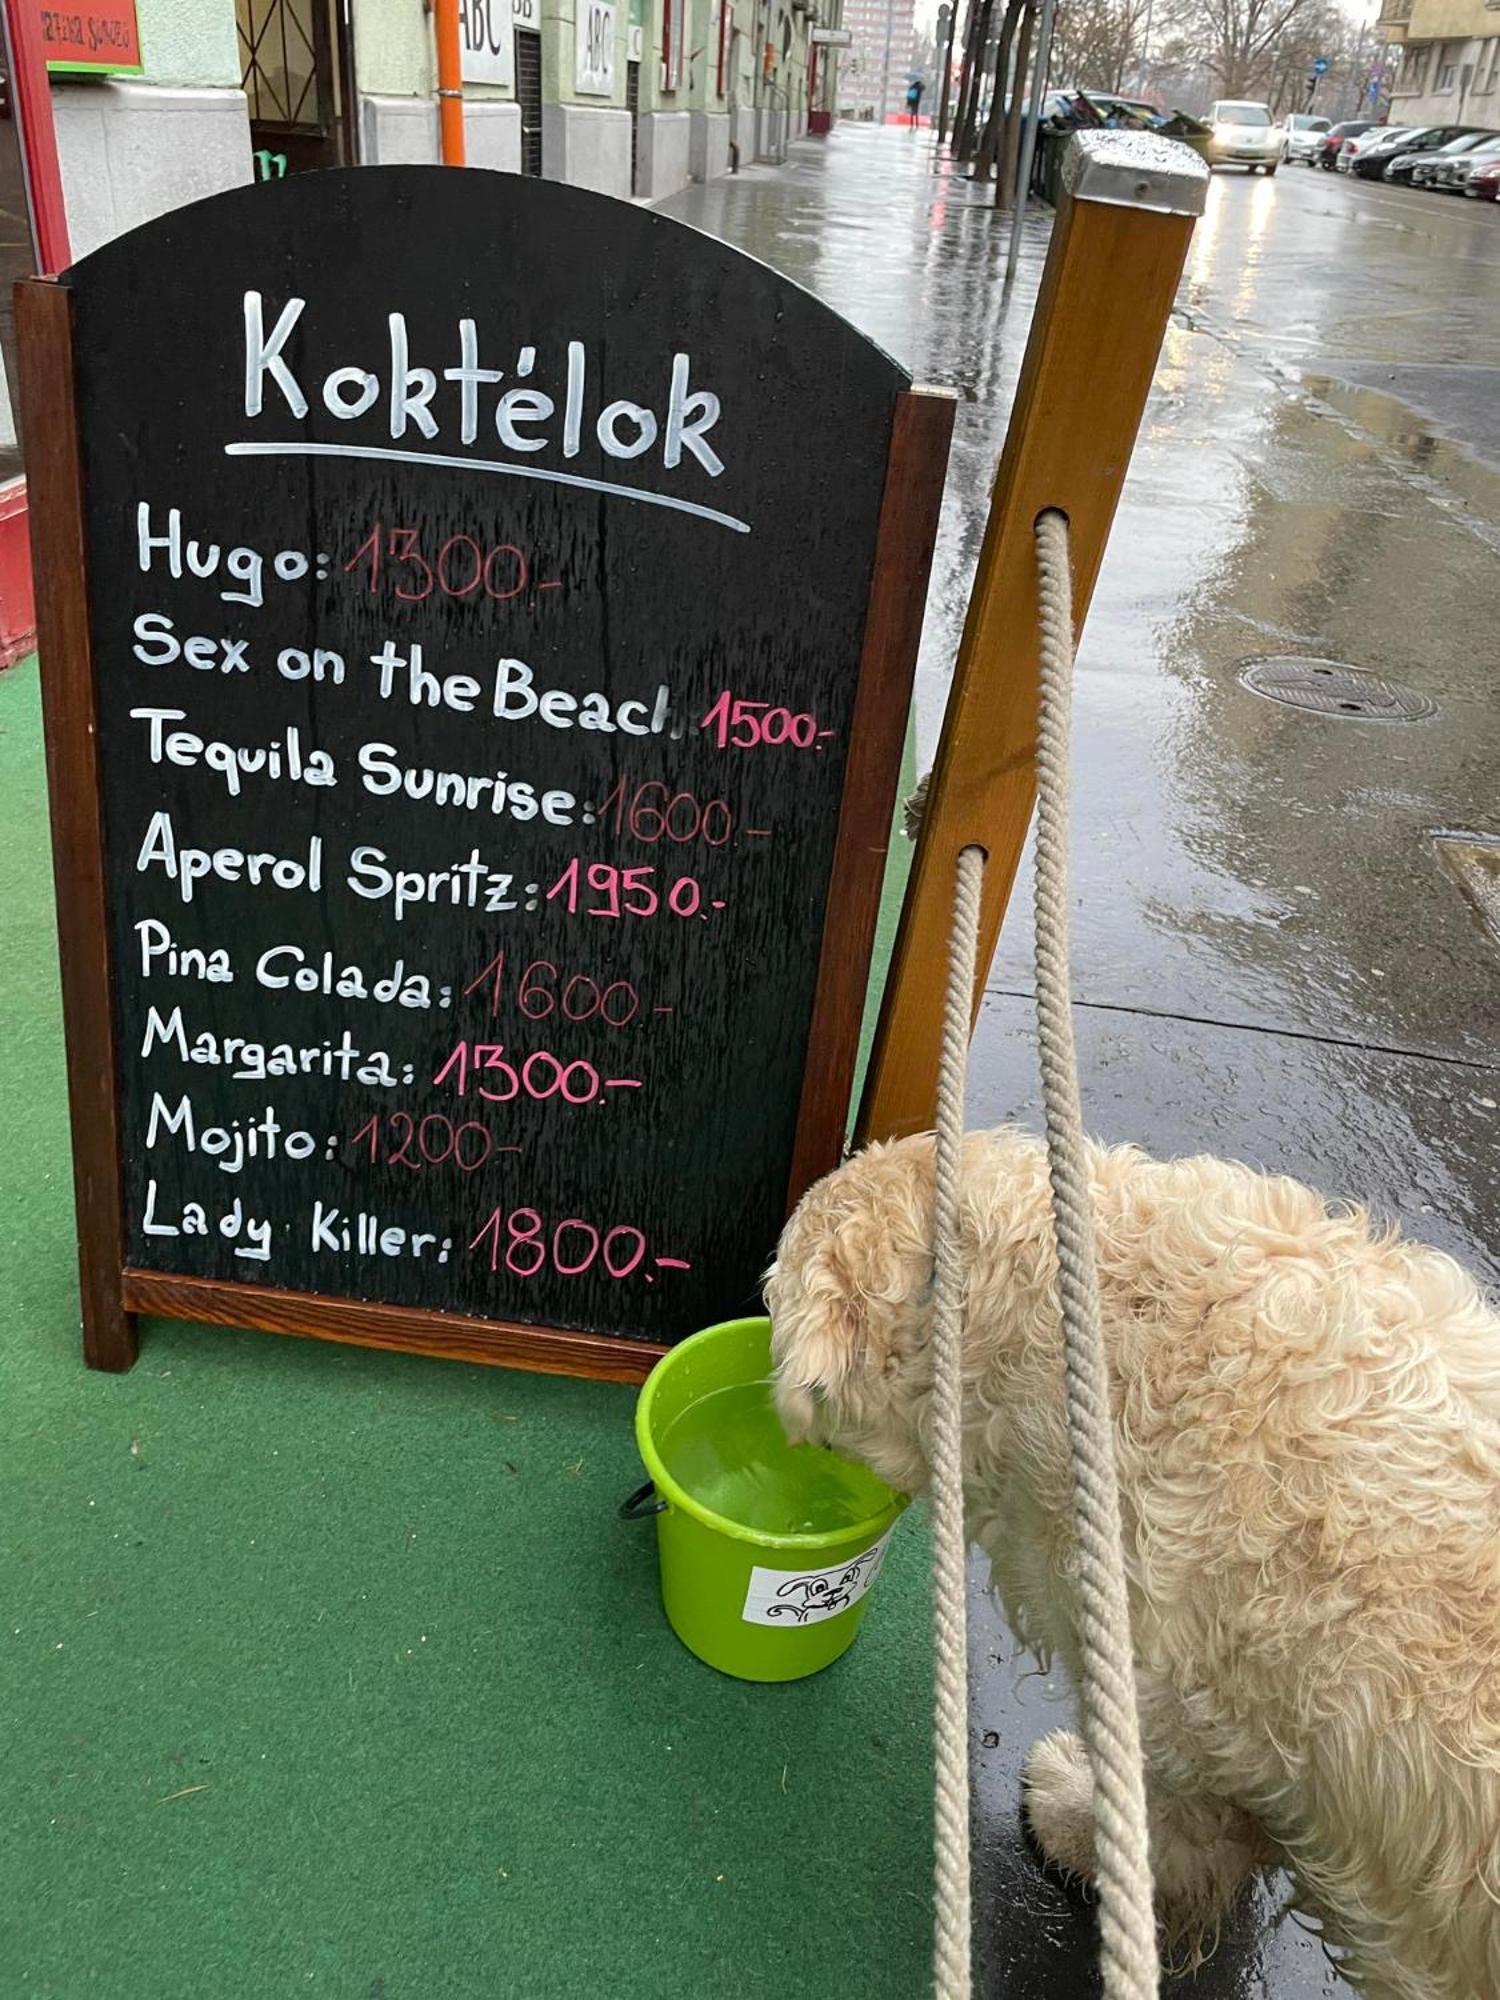 ABC
ABC
Koktélok
Hugo: 1300.-
Sex on the Beach 1500.-
Tequila Sunrise: 1600.-
Aperol Spritz: 1950.-
Pina Colada: 1600.-
Margarita: 1300.-
Mojito: 1200.-
Lady Killer: 1800.-